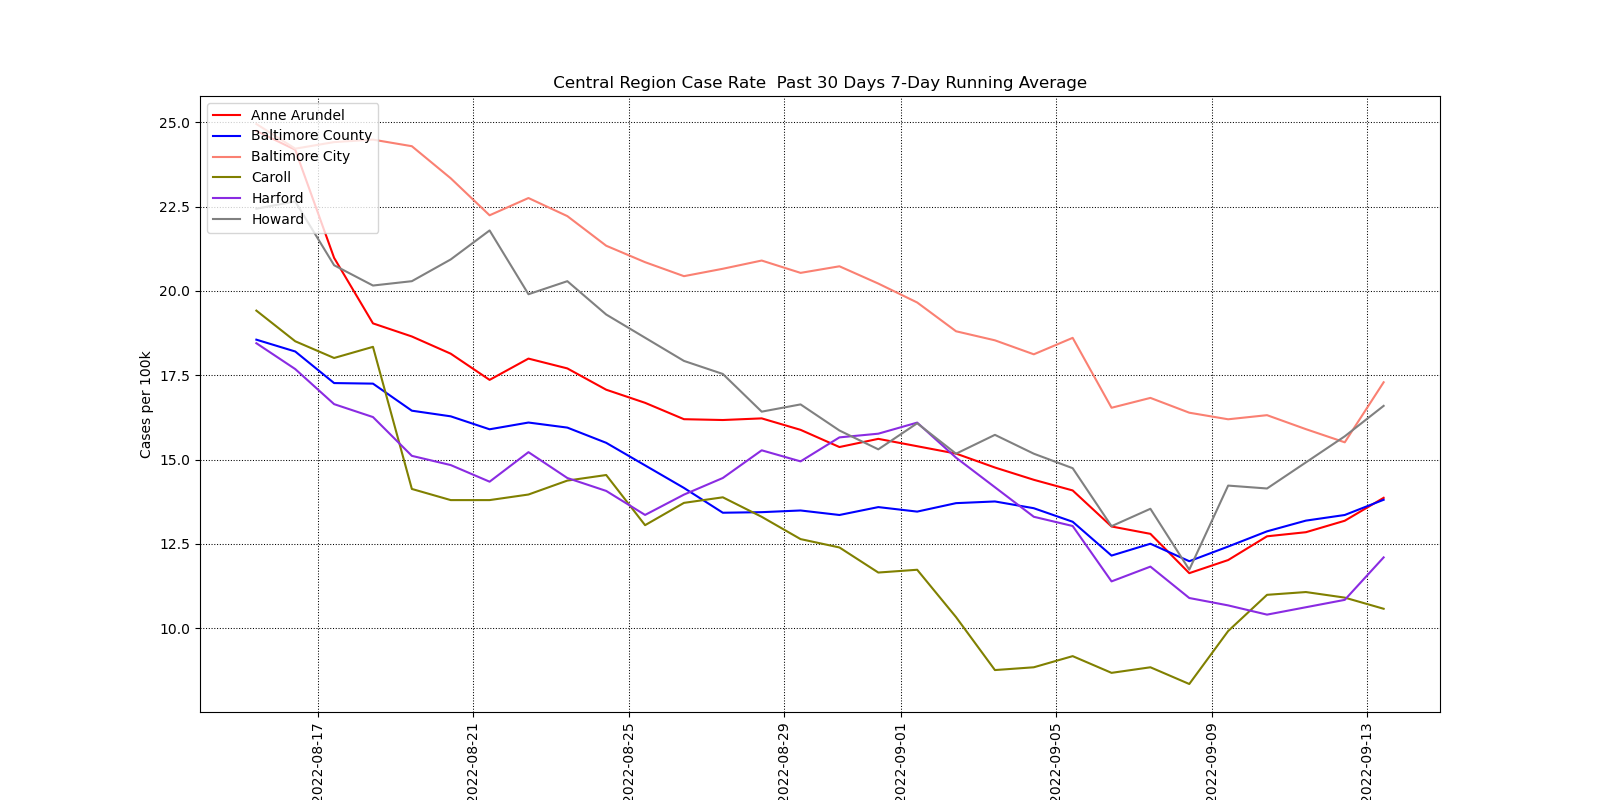 Central Region Case Rate  Past 30 Days 7-Day Running Average
Anne Arundel
Baltimore County
Baltimore City
Caroll
Harford
Howard
Cases per 100k
25.0
22.5
20.0
17.5
15.0
12.5
10.0
2022-08-17
2022-08-21
2022-08-25
2022-08-29
2022-09-01
2022-09-05
2022-09-09
2022-09-13